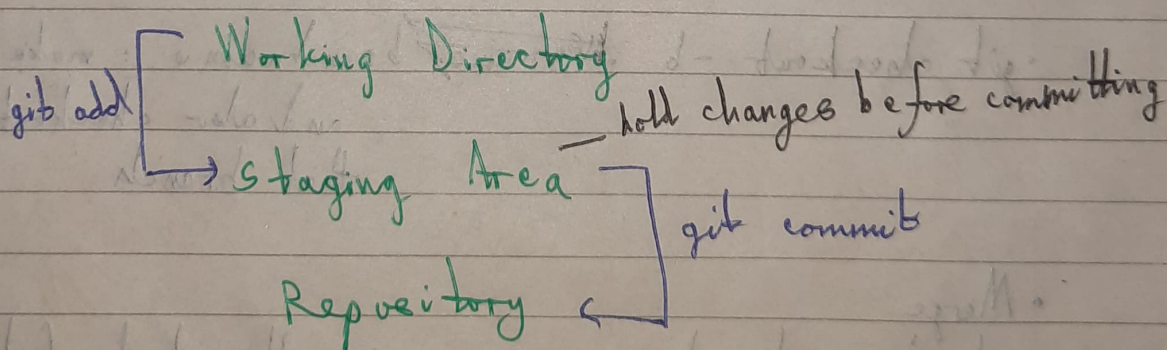 Working Directory
git add
hold changes before committing
Staging Area
git commit
Repository